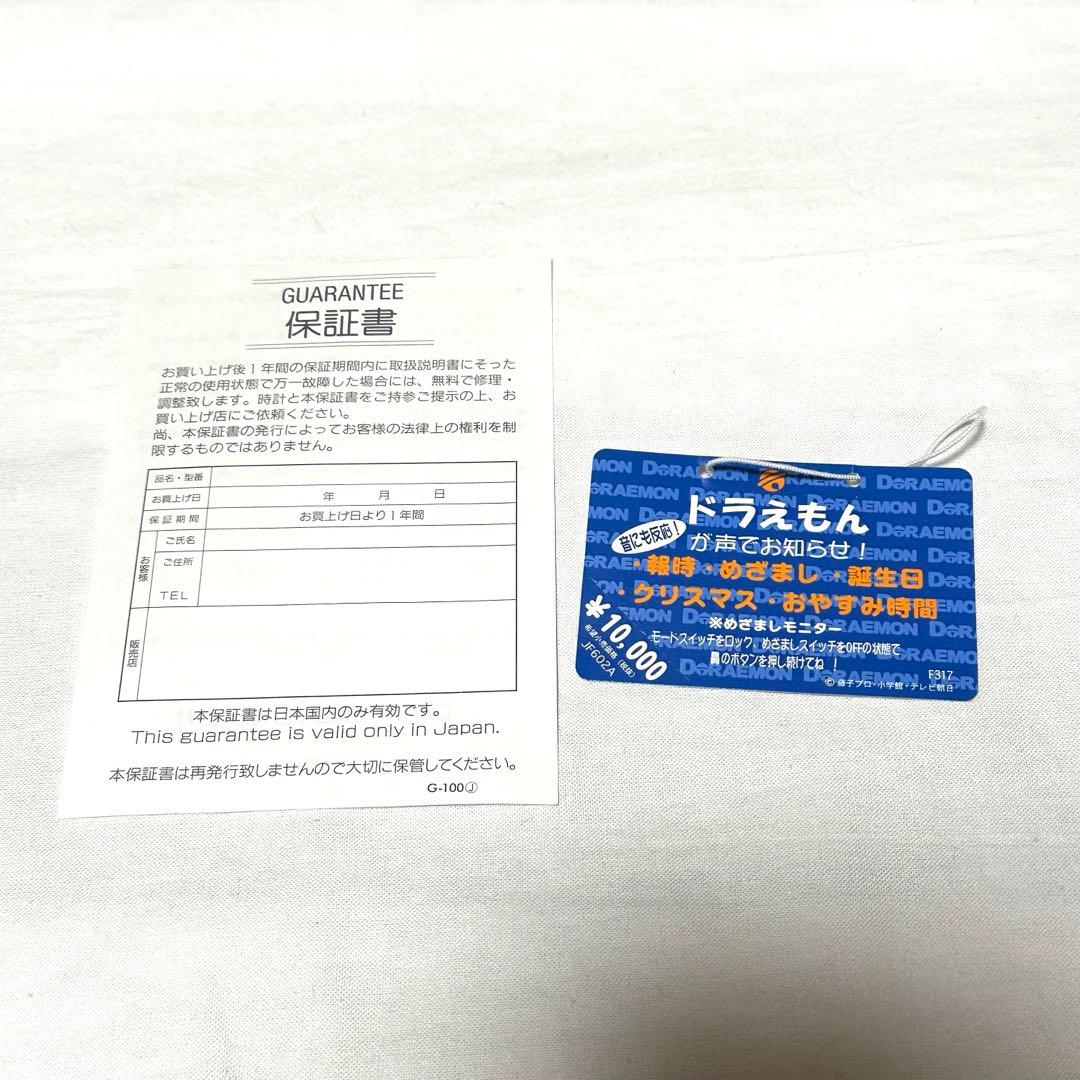 GUARANTEE
保証書
お買い上げ後1年間の保証期間内に取扱説明書にそった
正常の使用状態で万一故障した場合には、無料で修理・
調整致します。時計と本保証書をご持参ご提示の上、お
買い上げ店にご依頼ください。
尚、本保証書の発行によってお客様の法律上の権利を制
限するものではありません。
品名・型番
お買上げ日 年 月 日
保証期間 お買上げ日より1年間
お客様
ご氏名
ご住所
TEL
販売店
本保証書は日本国内のみ有効です。
This guarantee is valid only in Japan.
本保証書は再発行致しませんので大切に保管してください。
G-100Ⓙ
MON DORAEMON DORAEMO
ドラえもん
音にも反応!
が声でお知らせ!
・報時・めざまし・誕生日
・クリスマス・おやすみ時間
※めざましモニター
モードスイッチをロック、めざましスイッチをOFFの状態で
鼻のボタンを押し続けてね!
¥10,000
希望小売価格(税抜)
JF602A
F317
©藤子プロ・小学館・テレビ朝日